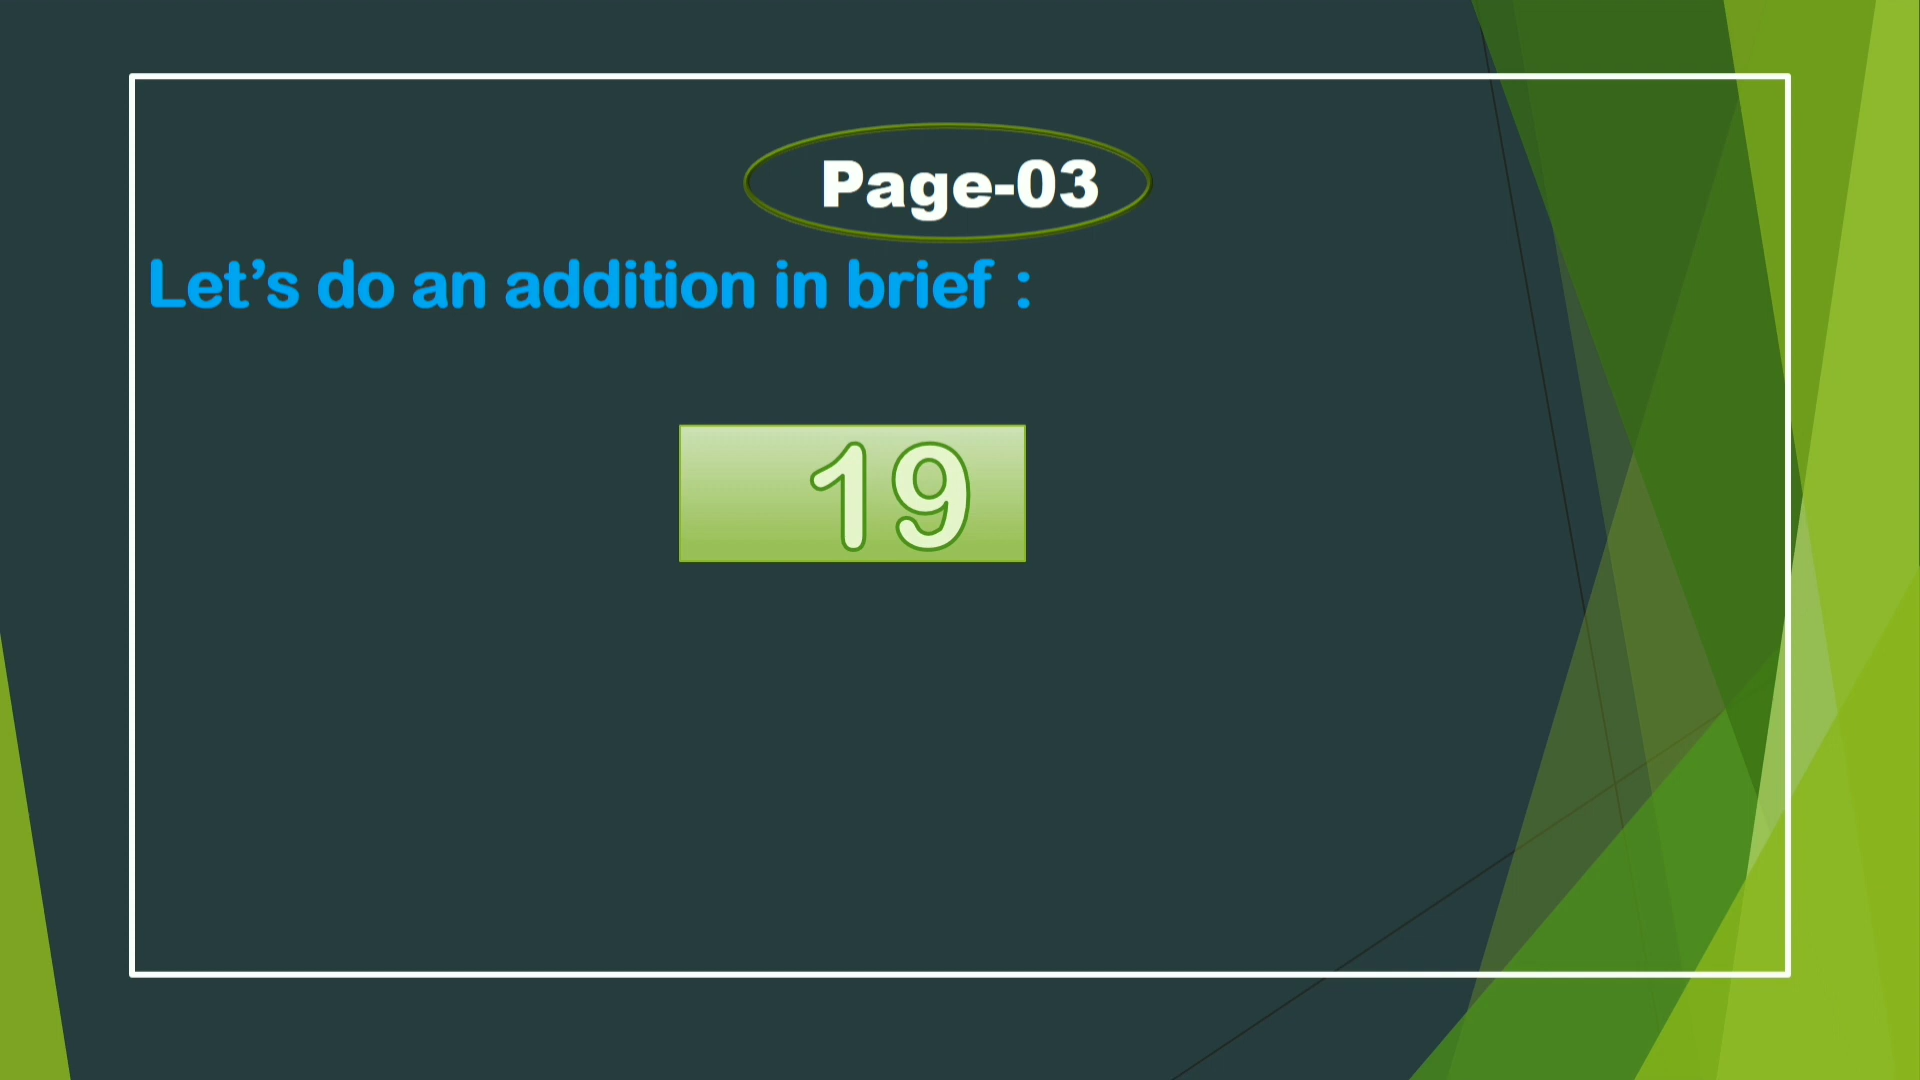 Page-03
Let’s do an addition in brief :
19